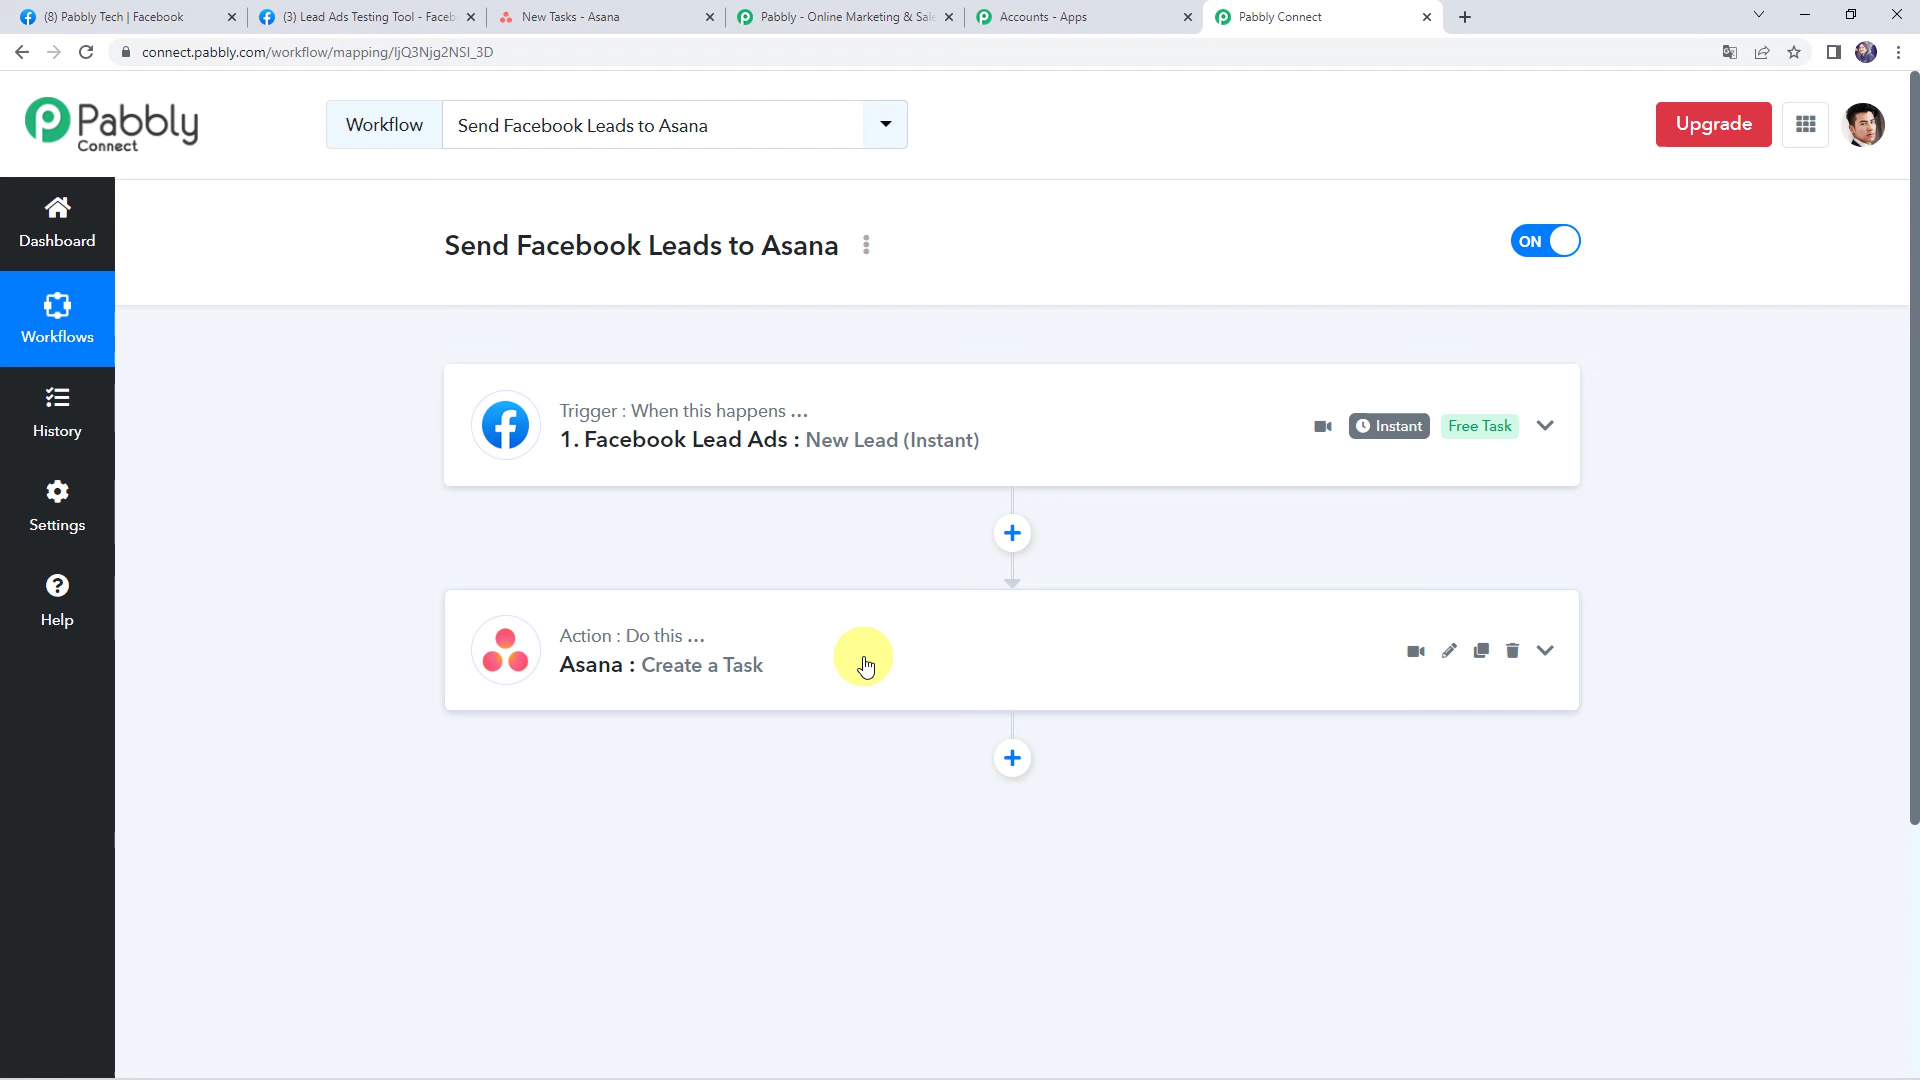 (8) Pabbly Tech | Facebook
(3) Lead Ads Testing Tool - Faceb
New Tasks - Asana
Pabbly - Online Marketing & Sale
Accounts - Apps
Pabbly Connect
connect.pabbly.com/workflow/mapping/IjQ3Njg2NSI_3D
Pabbly
Connect
Workflow
Send Facebook Leads to Asana
Upgrade
Dashboard
Workflows
History
Settings
Help
Send Facebook Leads to Asana
ON
Trigger : When this happens ...
1. Facebook Lead Ads : New Lead (Instant)
Instant
Free Task
Action : Do this ...
Asana : Create a Task